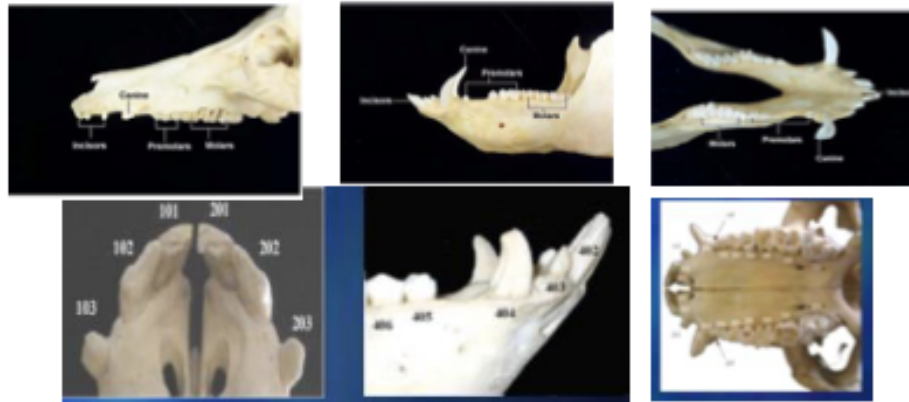 Canine
Incisors
Premolars
Molars
Canine
Premolars
Incisors
Molars
Molars
Premolars
Incisors
Canine
101
201
102
202
103
203
402
403
404
405
406